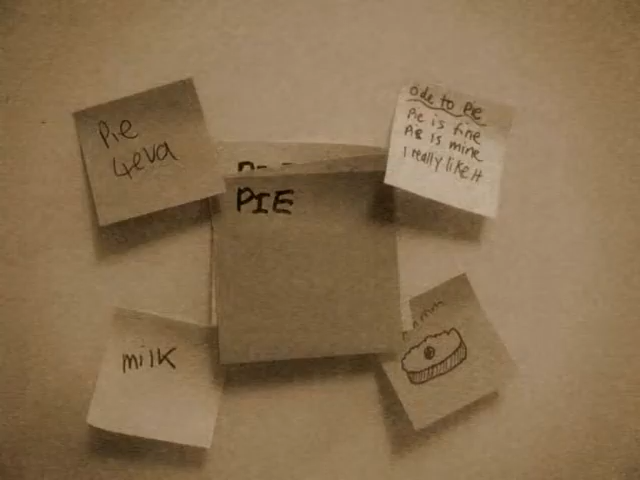 Pie
4eva
Ode to Pie
Pie is fine
Pie is mine
I really like it
PIE
milk